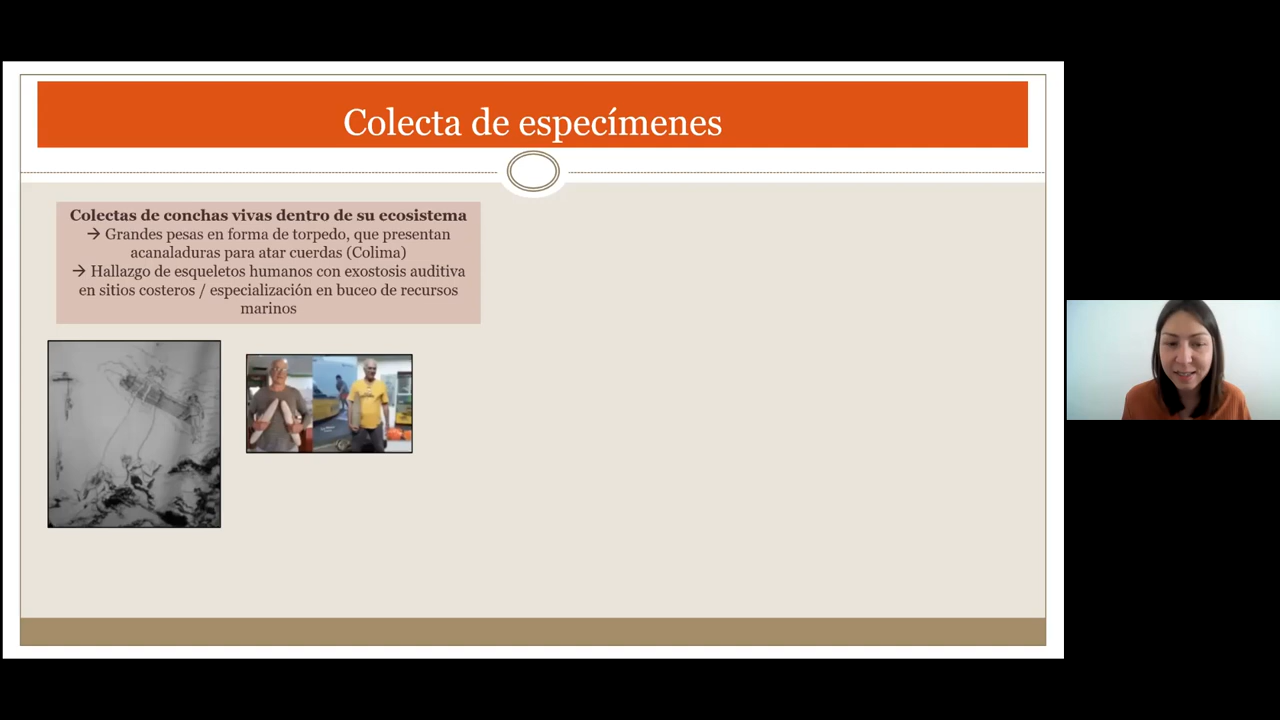 Colecta de especímenes
Colectas de conchas vivas dentro de su ecosistema
→ Grandes pesas en forma de torpedo, que presentan
acanaladuras para atar cuerdas (Colima)
→ Hallazgo de esqueletos humanos con exostosis auditiva
en sitios costeros / especialización en buceo de recursos
marinos